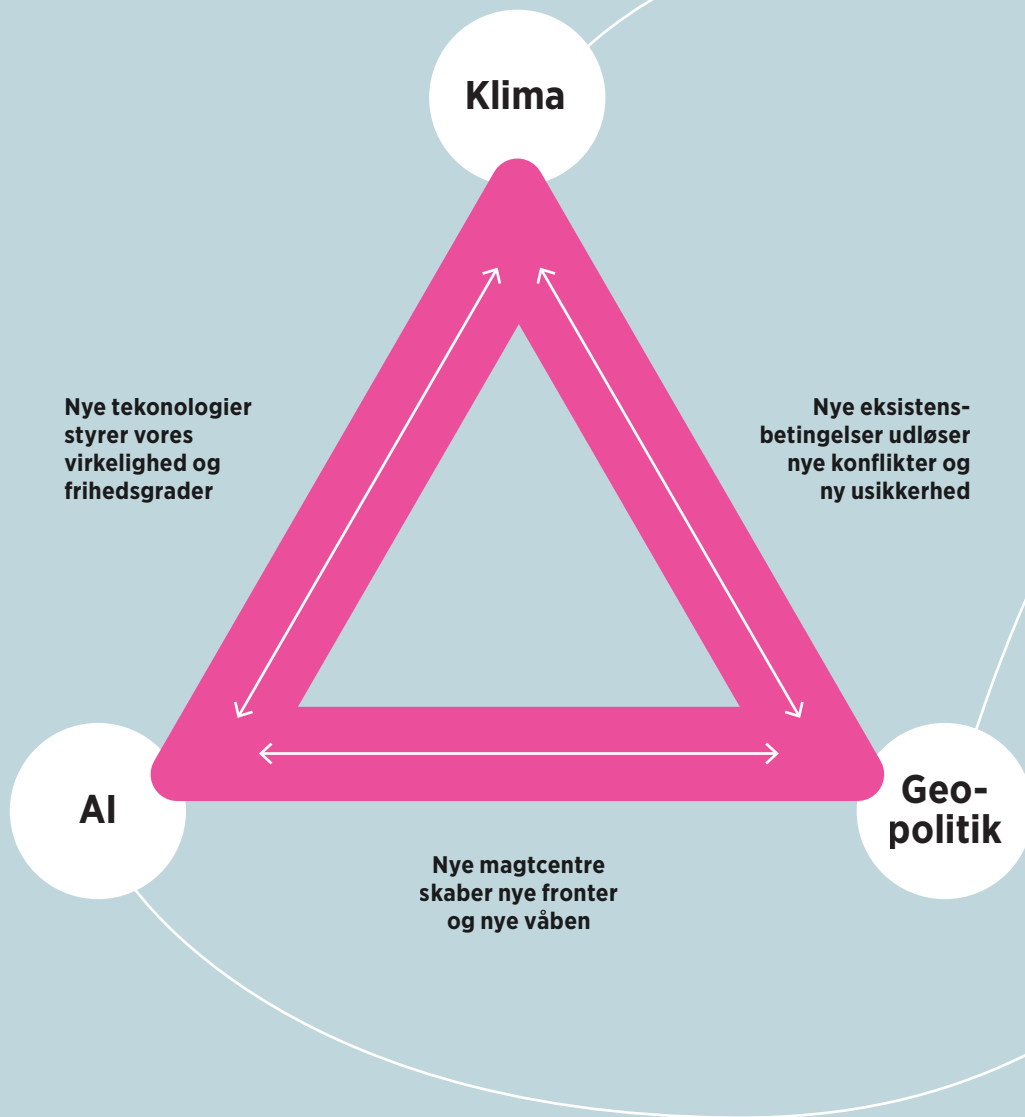 Klima
Nye tekonologier
styrer vores
virkelighed og
frihedsgrader
Nye eksistens-
betingelser udløser
nye konflikter og
ny usikkerhed
AI
Geo-
politik
Nye magtcentre
skaber nye fronter
og nye våben